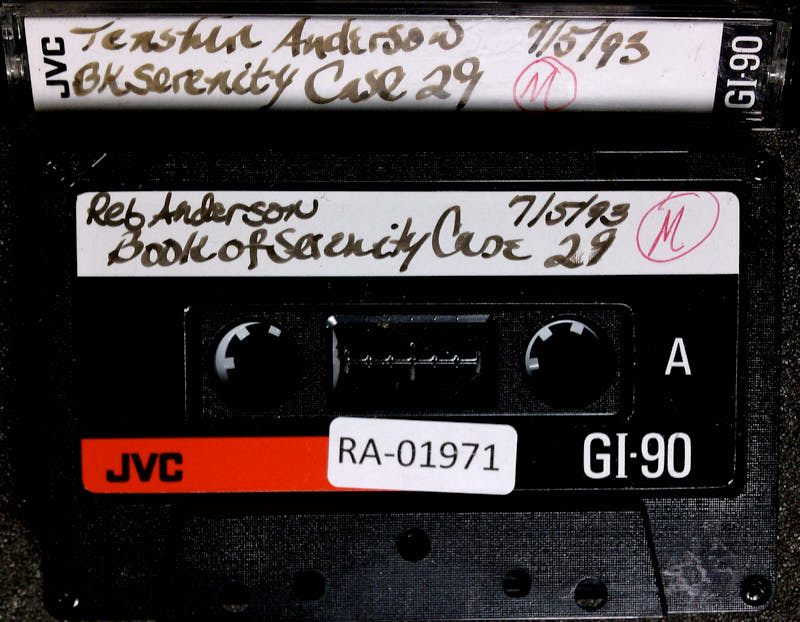 JVC
Tenshin Anderson 7/5/93
BK Serenity Case 29 M
GI-90
Reb Anderson 7/5/93 M
Book of Serenity Case 29
A
RA-01971
JVC
GI-90